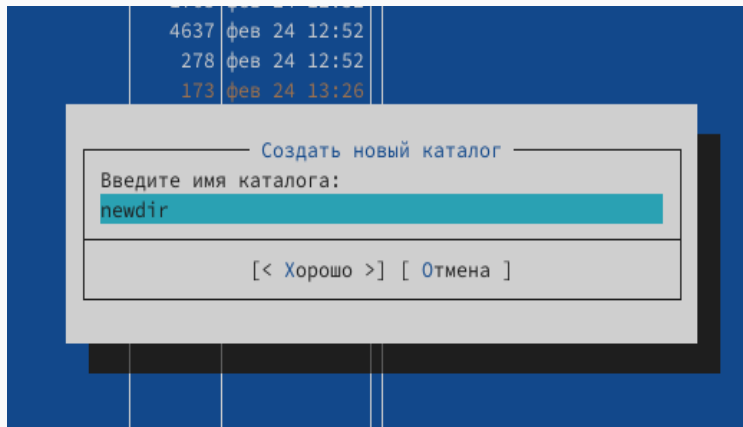 4637 фев 24 12:52
278 фев 24 12:52
173 фев 24 13:26
Создать новый каталог
Введите имя каталога:
newdir
[< Хорошо >] [ Отмена ]